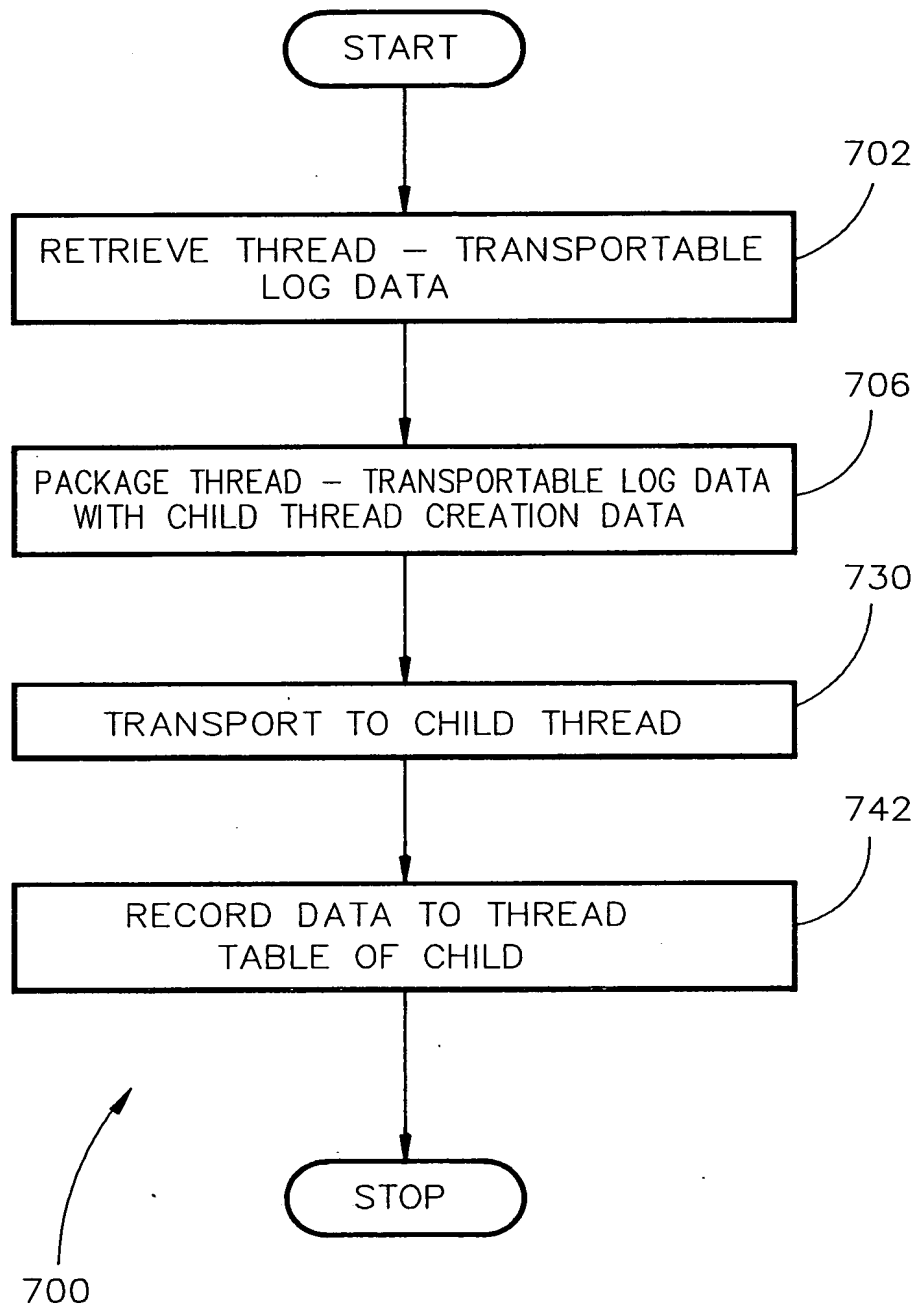 START
702
RETRIEVE THREAD – TRANSPORTABLE
LOG DATA
706
PACKAGE THREAD – TRANSPORTABLE LOG DATA
WITH CHILD THREAD CREATION DATA
730
TRANSPORT TO CHILD THREAD
742
RECORD DATA TO THREAD
TABLE OF CHILD
STOP
700